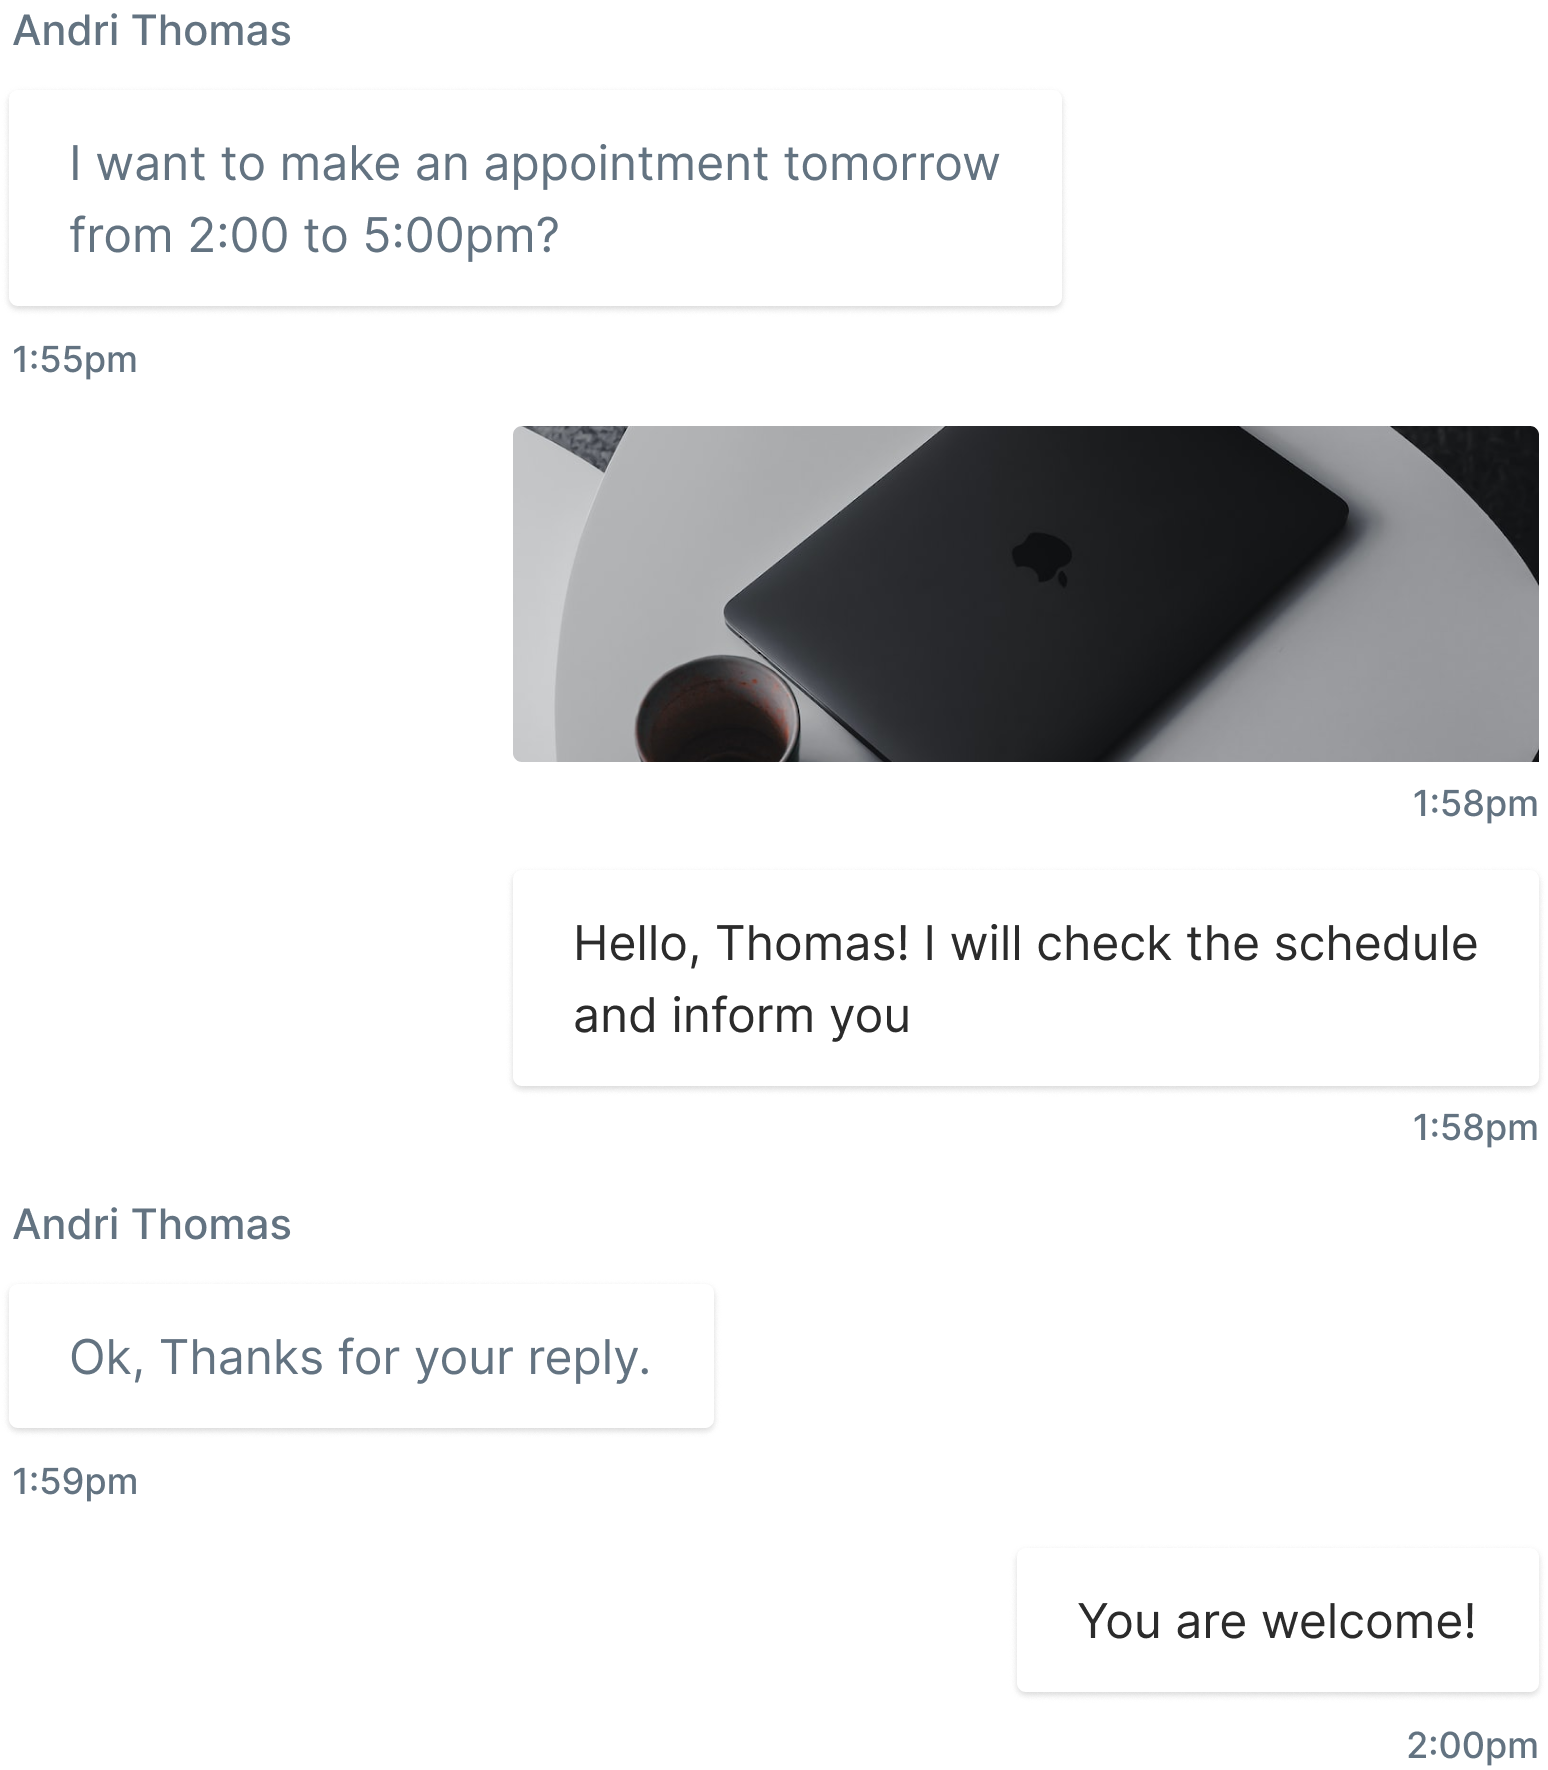 Andri Thomas
I want to make an appointment tomorrow
from 2:00 to 5:00pm?
1:55pm
1:58pm
Hello, Thomas! I will check the schedule
and inform you
1:58pm
Andri Thomas
Ok, Thanks for your reply.
1:59pm
You are welcome!
2:00pm